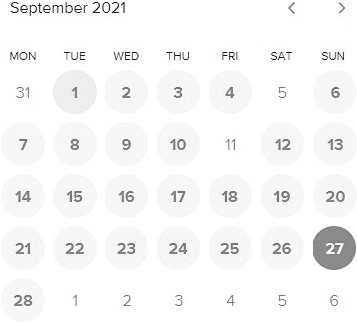 September 2021
MON TUE WED THU FRI SAT SUN
31 1 2 3 4 5 6
7 8 9 10 11 12 13
14 15 16 17 18 19 20
21 22 23 24 25 26 27
28 1 2 3 4 5 6